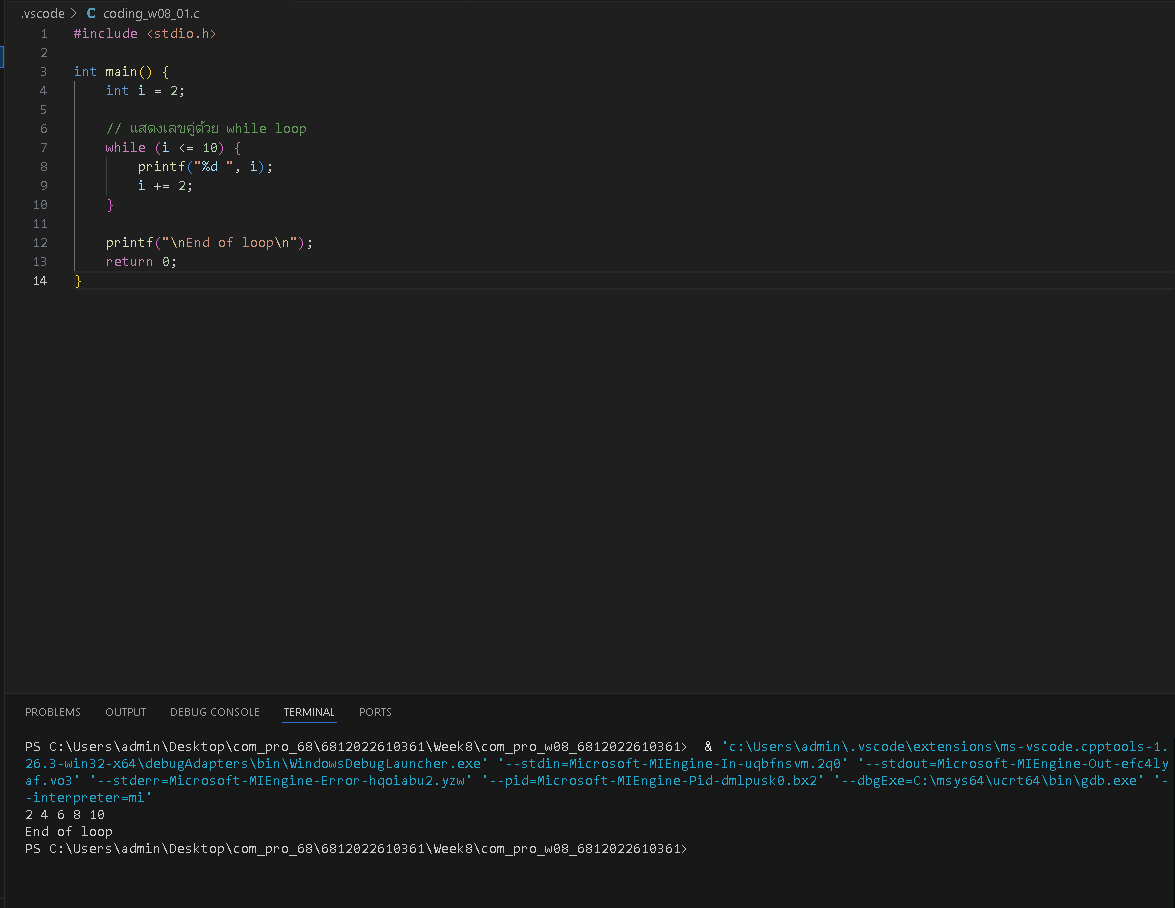 .vscode > C coding_w08_01.c
1 #include <stdio.h>
2
3 int main() {
4     int i = 2;
5
6     // แสดงเลขคู่ด้วย while loop
7     while (i <= 10) {
8         printf("%d ", i);
9         i += 2;
10     }
11
12     printf("\nEnd of loop\n");
13     return 0;
14 }
PROBLEMS OUTPUT DEBUG CONSOLE TERMINAL PORTS
PS C:\Users\admin\Desktop\com_pro_68\6812022610361\Week8\com_pro_w08_6812022610361>  & 'c:\Users\admin\.vscode\extensions\ms-vscode.cpptools-1.
26.3-win32-x64\debugAdapters\bin\WindowsDebugLauncher.exe' '--stdin=Microsoft-MIEngine-In-uqbfnsvm.2q0' '--stdout=Microsoft-MIEngine-Out-efc4ly
af.vo3' '--stderr=Microsoft-MIEngine-Error-hqoiabu2.yzw' '--pid=Microsoft-MIEngine-Pid-dmlpusk0.bx2' '--dbgExe=C:\msys64\ucrt64\bin\gdb.exe' '-
-interpreter=mi'
2 4 6 8 10
End of loop
PS C:\Users\admin\Desktop\com_pro_68\6812022610361\Week8\com_pro_w08_6812022610361>